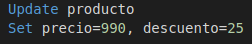 Update producto
Set precio=990, descuento=25